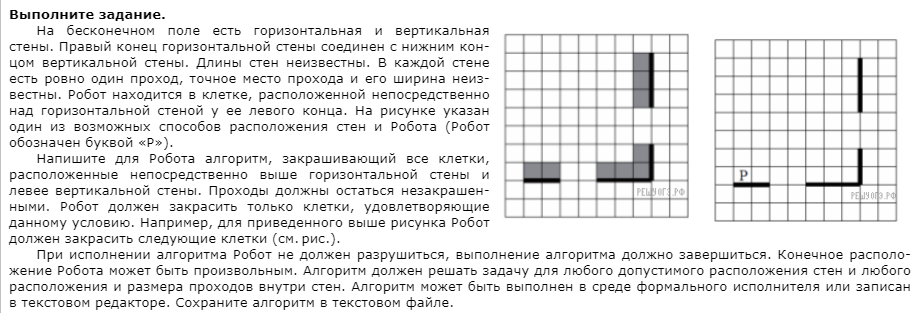 Выполните задание.
На бесконечном поле есть горизонтальная и вертикальная
стены. Правый конец горизонтальной стены соединен с нижним кон-
цом вертикальной стены. Длины стен неизвестны. В каждой стене
есть ровно один проход, точное место прохода и его ширина неиз-
вестны. Робот находится в клетке, расположенной непосредственно
над горизонтальной стеной у ее левого конца. На рисунке указан
один из возможных способов расположения стен и Робота (Робот
обозначен буквой «Р»).
Напишите для Робота алгоритм, закрашивающий все клетки,
расположенные непосредственно выше горизонтальной стены и
левее вертикальной стены. Проходы должны остаться незакрашен-
ными. Робот должен закрасить только клетки, удовлетворяющие
данному условию. Например, для приведенного выше рисунка Робот
должен закрасить следующие клетки (см. рис.).
РЕШУОГЭ.РФ
Р
РЕШУОГЭ.РФ
При исполнении алгоритма Робот не должен разрушиться, выполнение алгоритма должно завершиться. Конечное располо-
жение Робота может быть произвольным. Алгоритм должен решать задачу для любого допустимого расположения стен и любого
расположения и размера проходов внутри стен. Алгоритм может быть выполнен в среде формального исполнителя или записан
в текстовом редакторе. Сохраните алгоритм в текстовом файле.